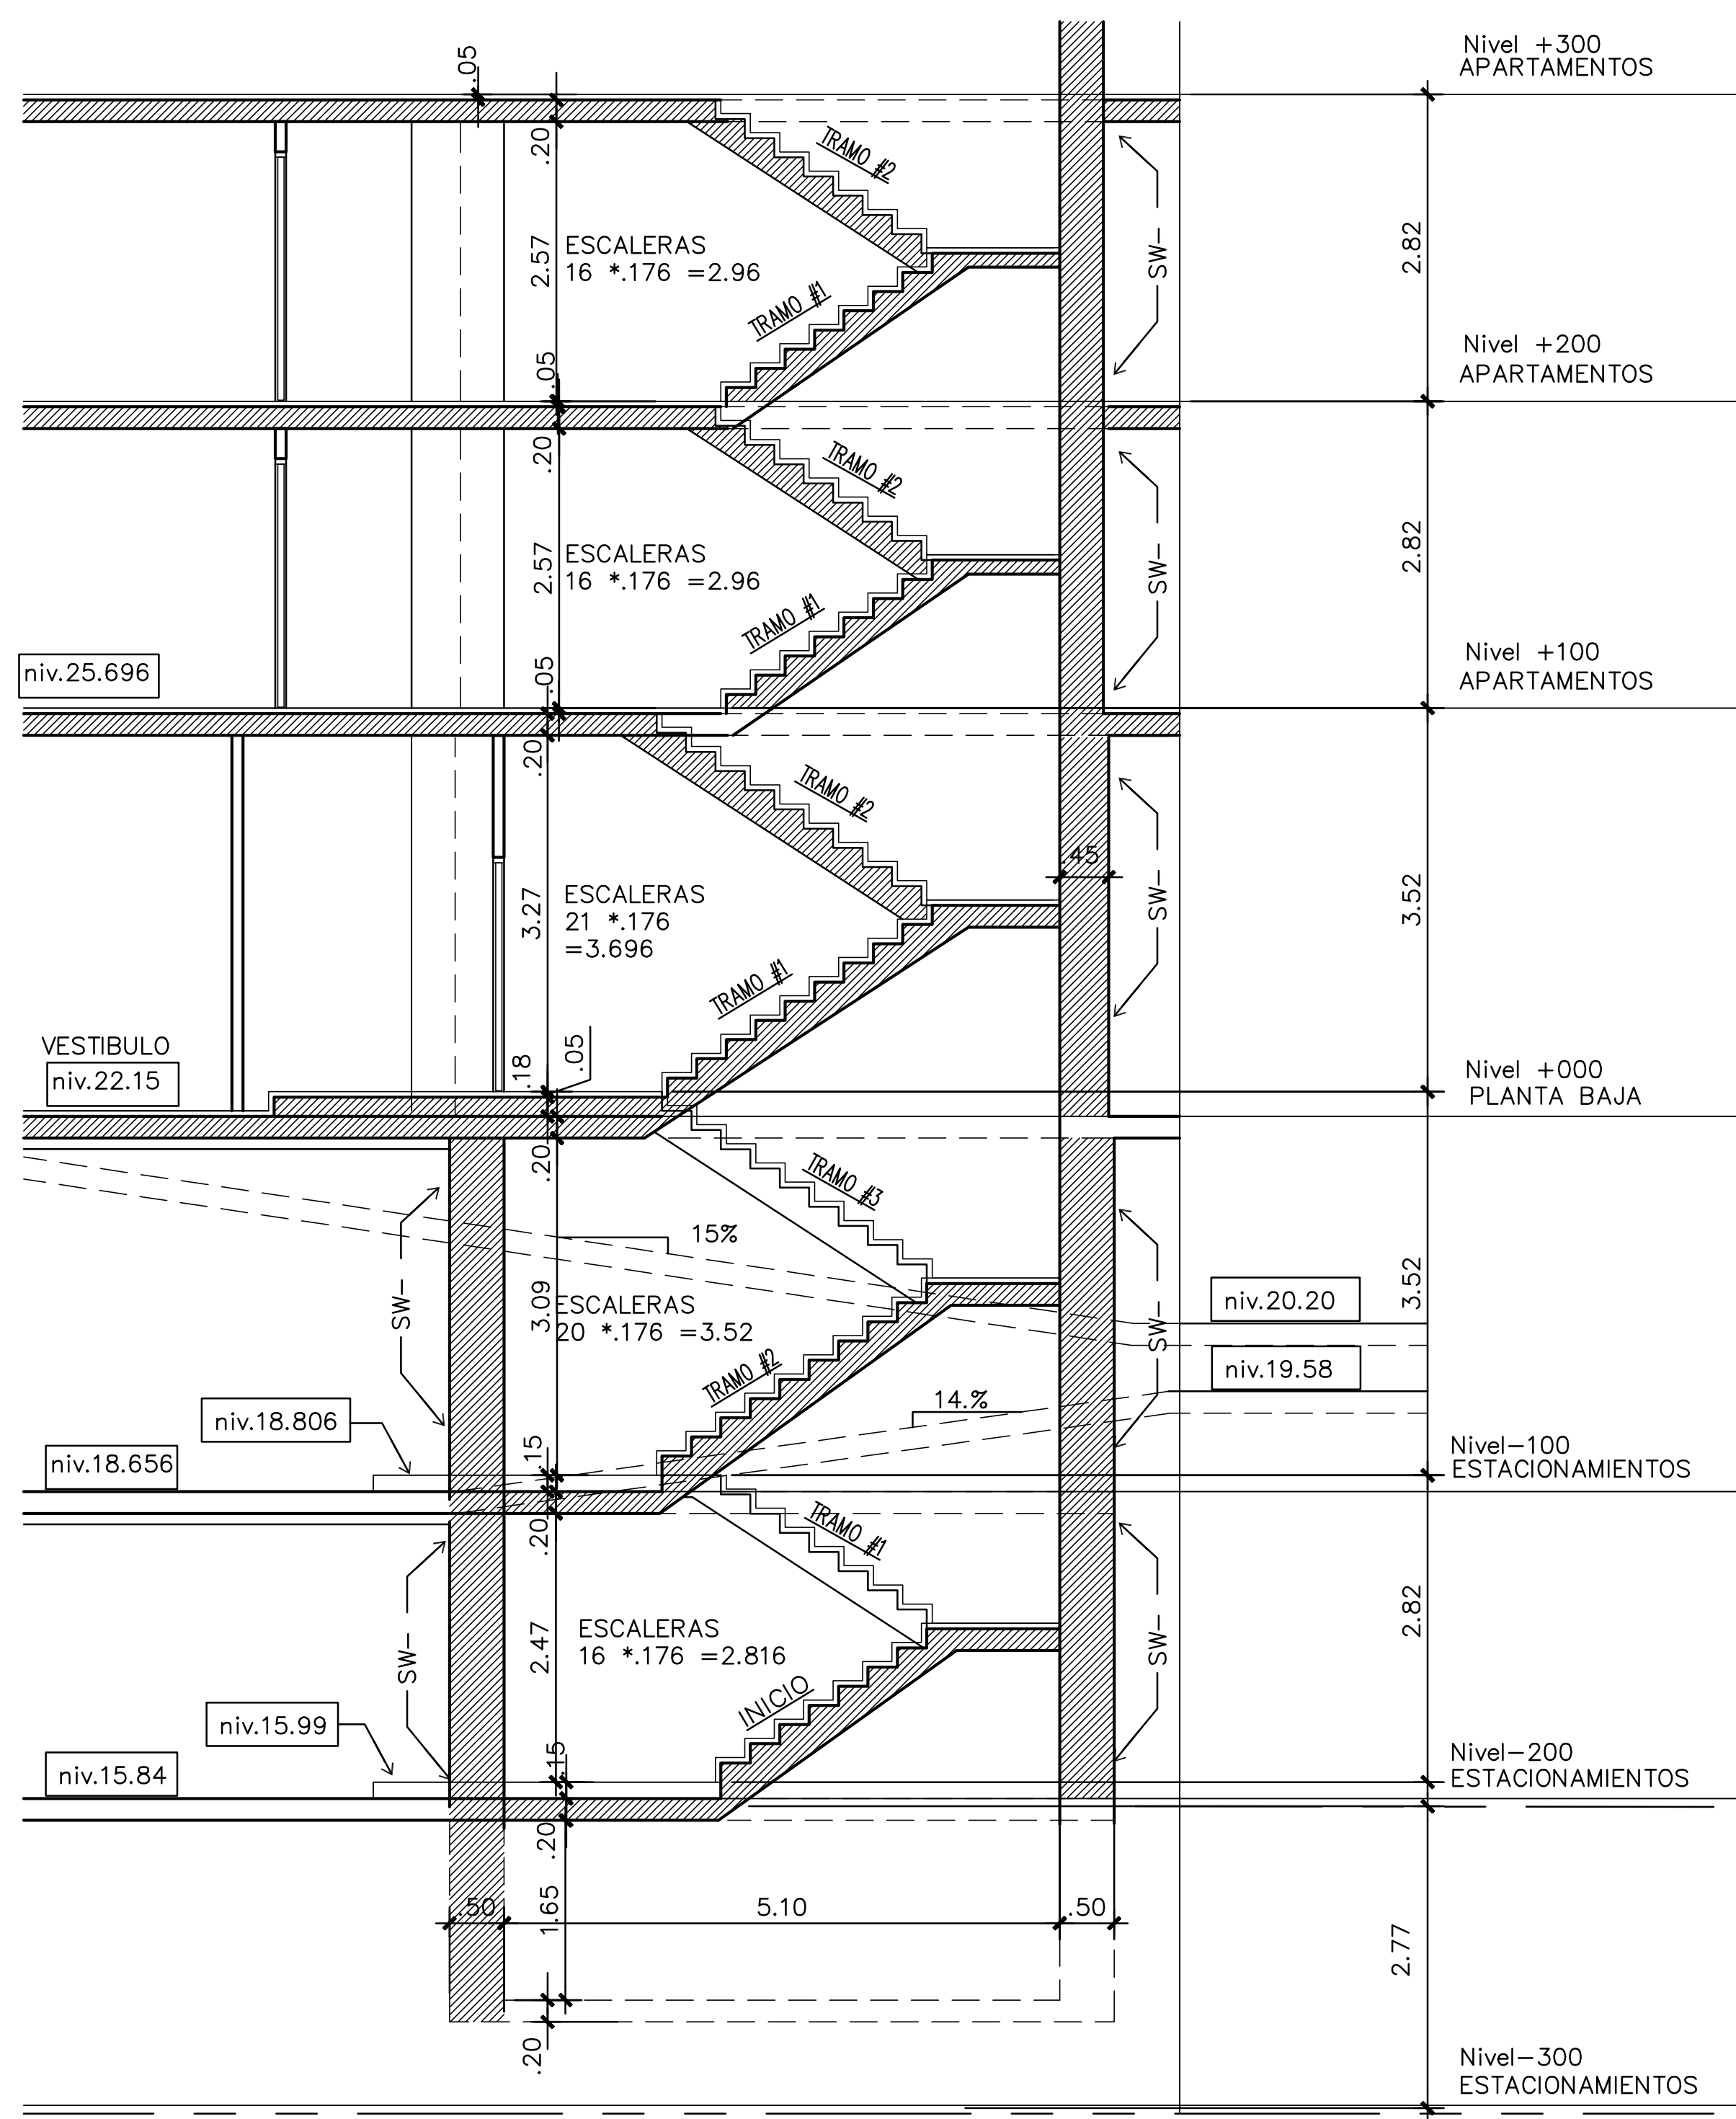 Nivel +300
APARTAMENTOS
.05
.20
TRAMO #2
ESCALERAS
16 *.176 =2.96
2.57
2.82
SW-
TRAMO #1
.05
Nivel +200
APARTAMENTOS
.20
TRAMO #2
ESCALERAS
16 *.176 =2.96
2.57
2.82
SW-
TRAMO #1
.05
niv.25.696
Nivel +100
APARTAMENTOS
.20
TRAMO #2
.45
ESCALERAS
21 *.176
=3.696
3.27
3.52
SW-
TRAMO #1
VESTIBULO
niv.22.15
.18
.05
Nivel +000
PLANTA BAJA
.20
TRAMO #3
15%
SW-
3.09
ESCALERAS
20 *.176 =3.52
SW-
3.52
niv.20.20
niv.19.58
TRAMO #2
14.%
niv.18.806
niv.18.656
.15
Nivel-100
ESTACIONAMIENTOS
.20
TRAMO #1
SW-
2.47
ESCALERAS
16 *.176 =2.816
SW-
2.82
INICIO
niv.15.99
niv.15.84
.15
Nivel-200
ESTACIONAMIENTOS
.20
.50
1.65
5.10
.50
2.77
.20
Nivel-300
ESTACIONAMIENTOS